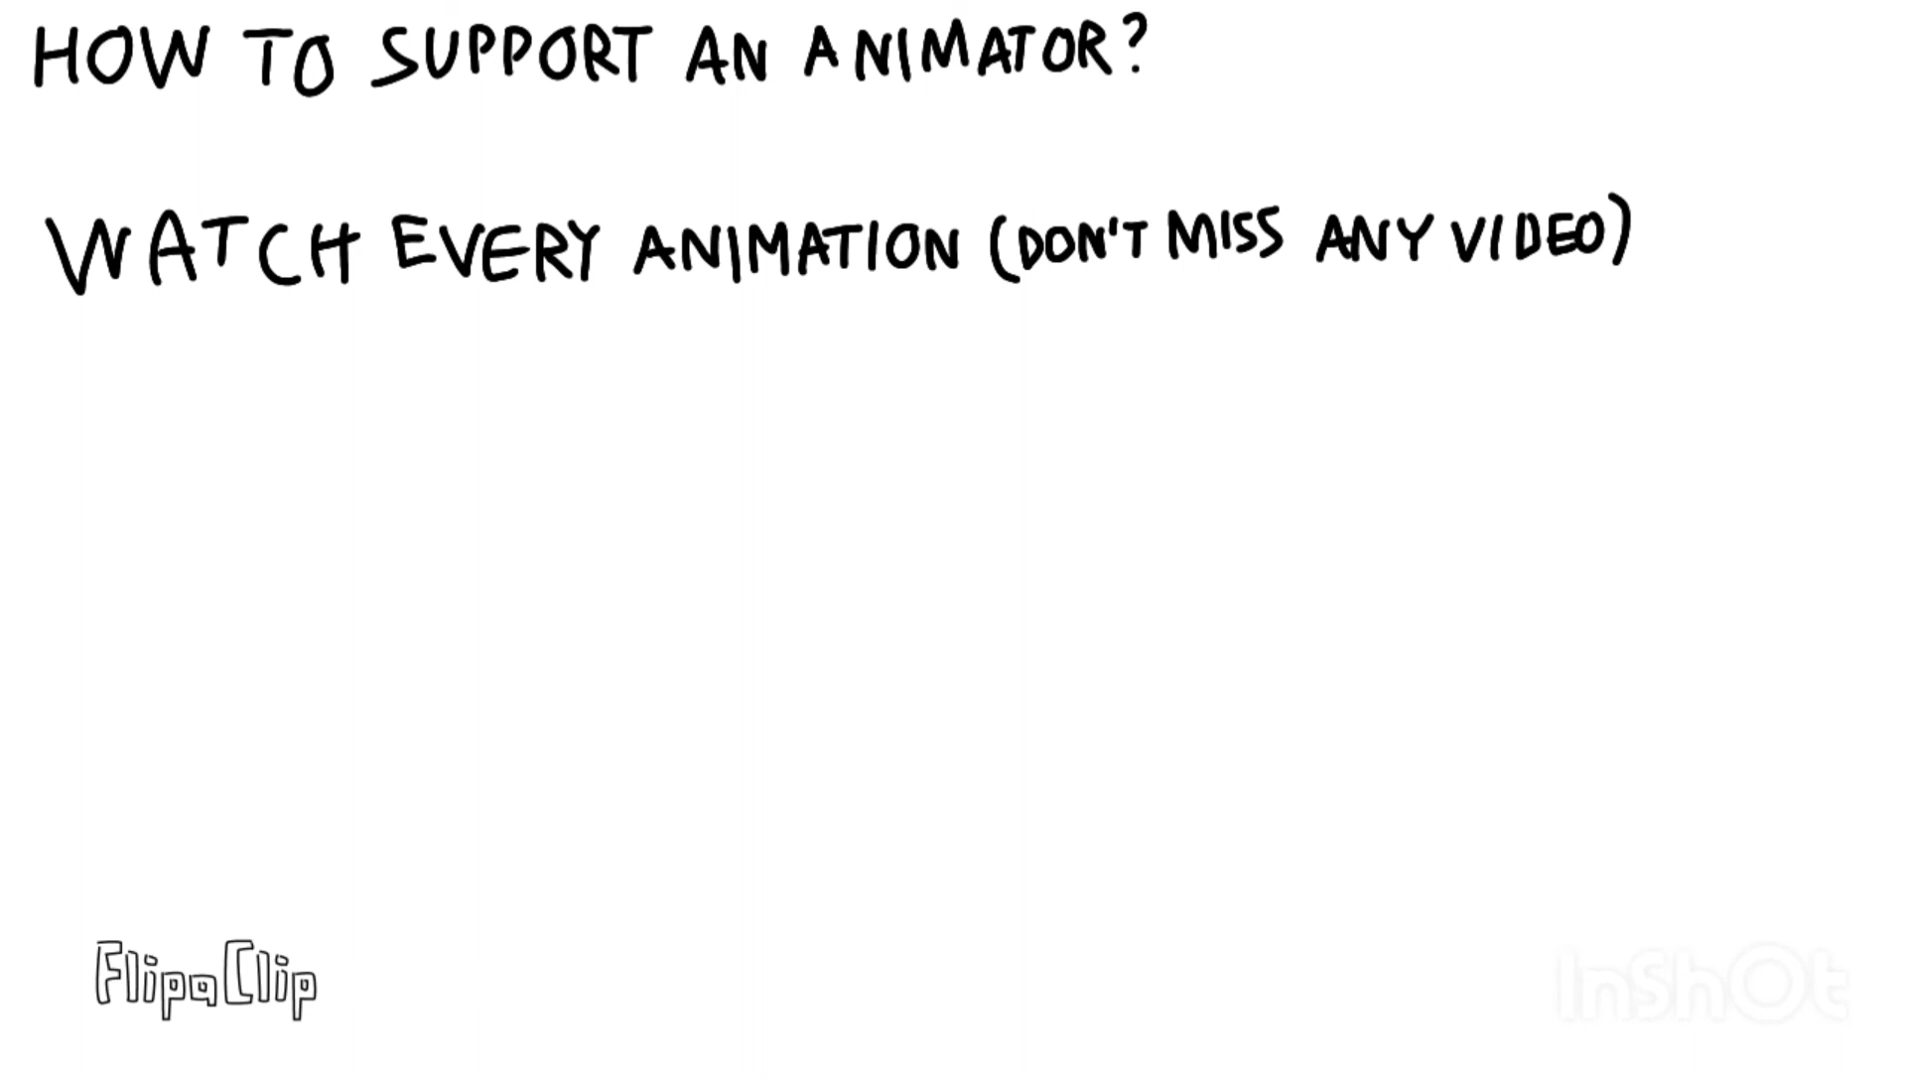 HOW TO SUPPORT AN ANIMATOR?
WATCH EVERY ANIMATION (DON'T MISS ANY VIDEO)
FlipaClip
InShOt